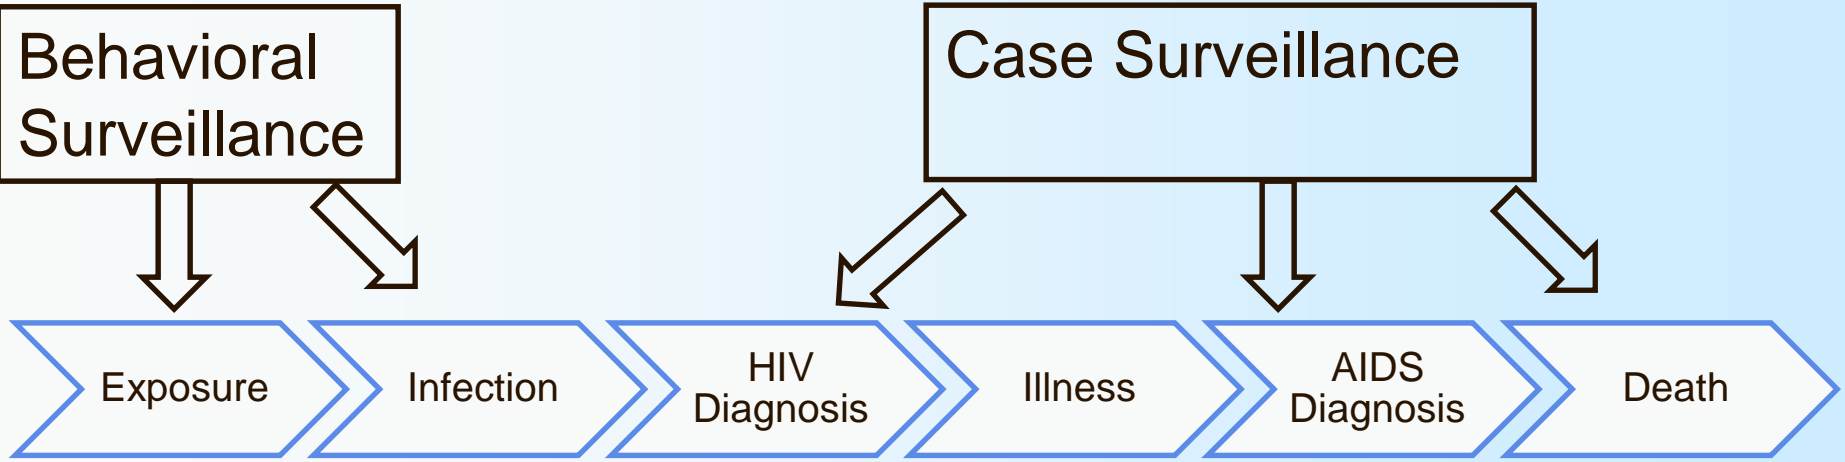 Behavioral
Surveillance
Case Surveillance
Exposure
Infection
HIV
Diagnosis
Illness
AIDS
Diagnosis
Death